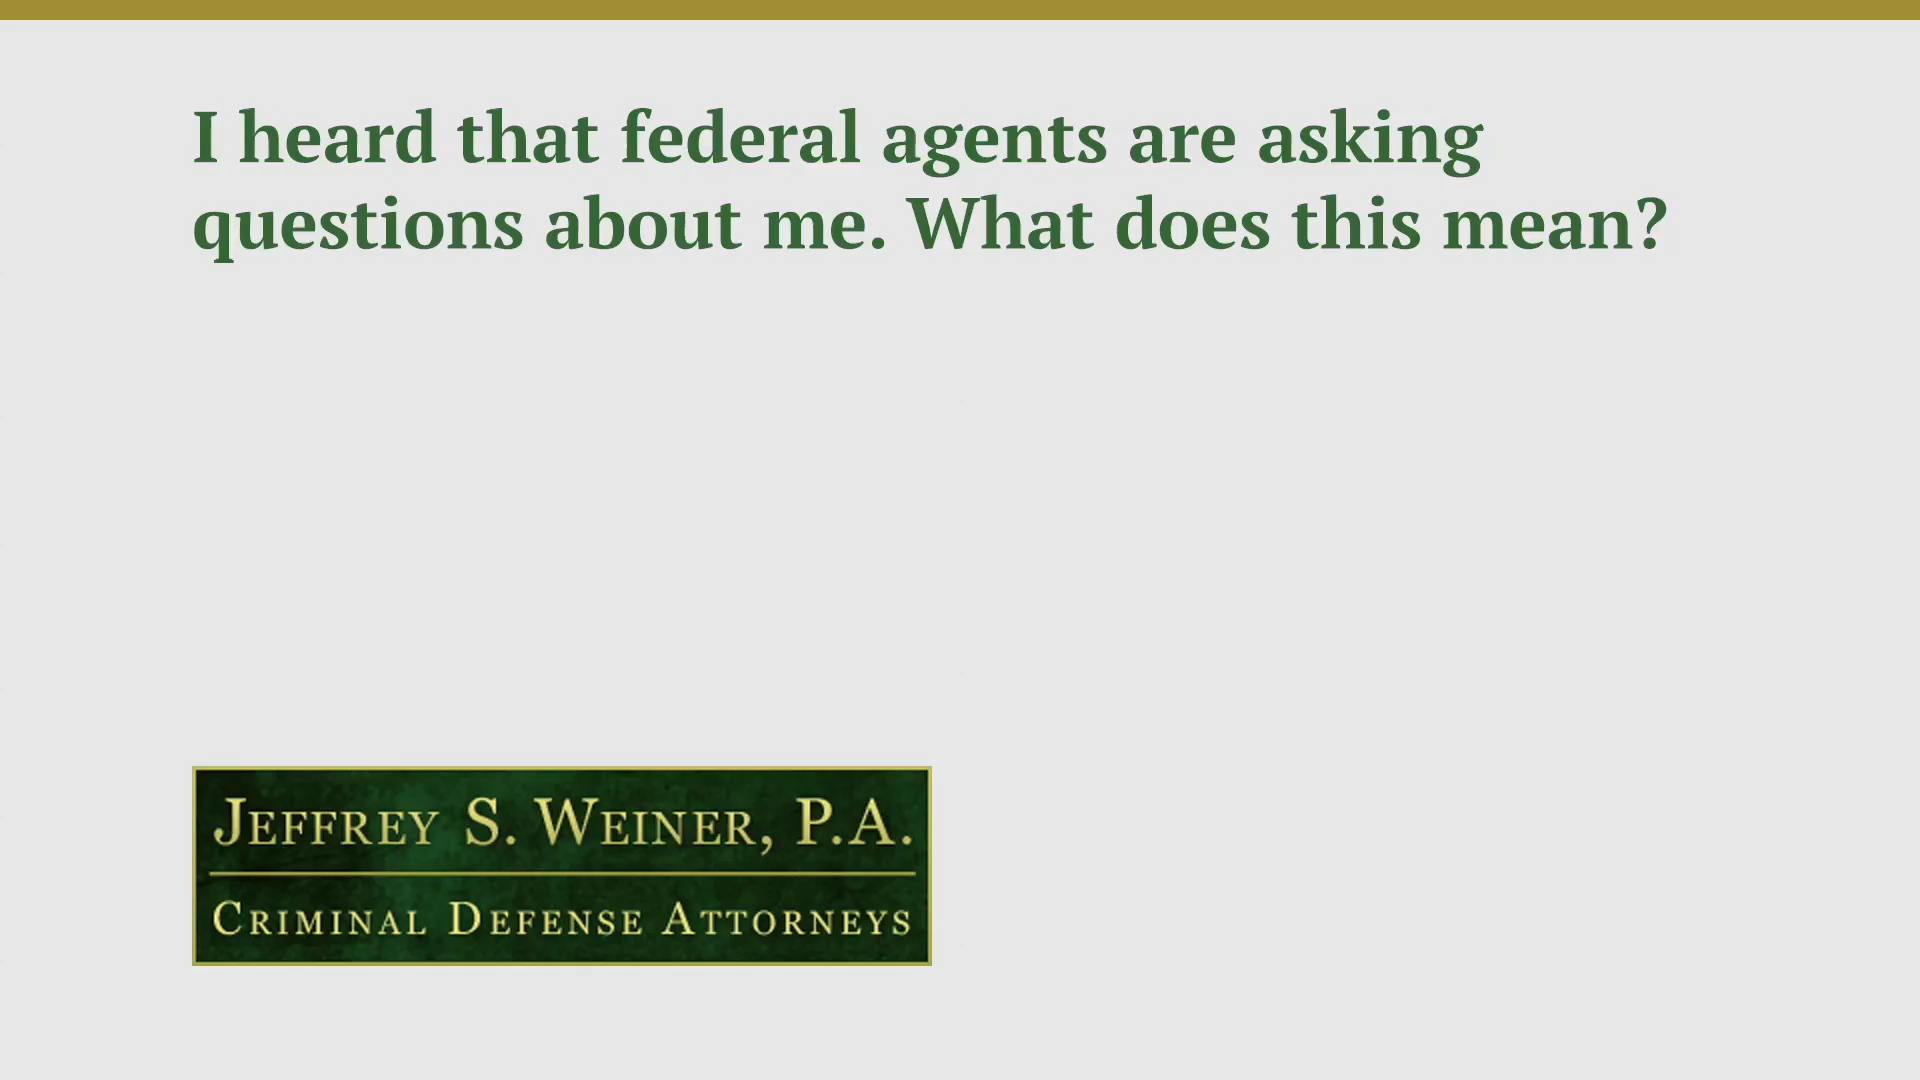 I heard that federal agents are asking
questions about me. What does this mean?
JEFFREY S. WEINER, P.A.
CRIMINAL DEFENSE ATTORNEYS